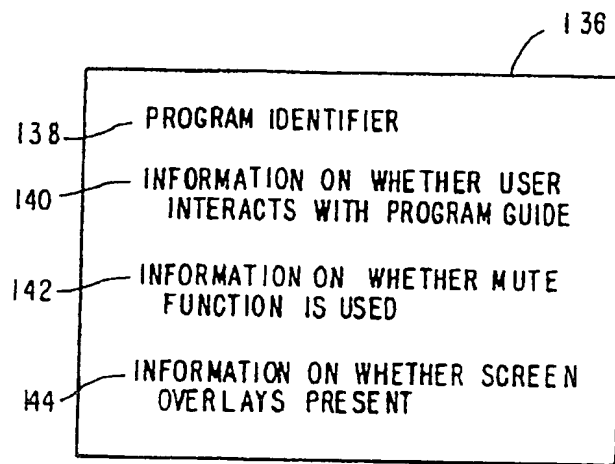 136
138 PROGRAM IDENTIFIER
140 INFORMATION ON WHETHER USER
INTERACTS WITH PROGRAM GUIDE
142 INFORMATION ON WHETHER MUTE
FUNCTION IS USED
144 INFORMATION ON WHETHER SCREEN
OVERLAYS PRESENT